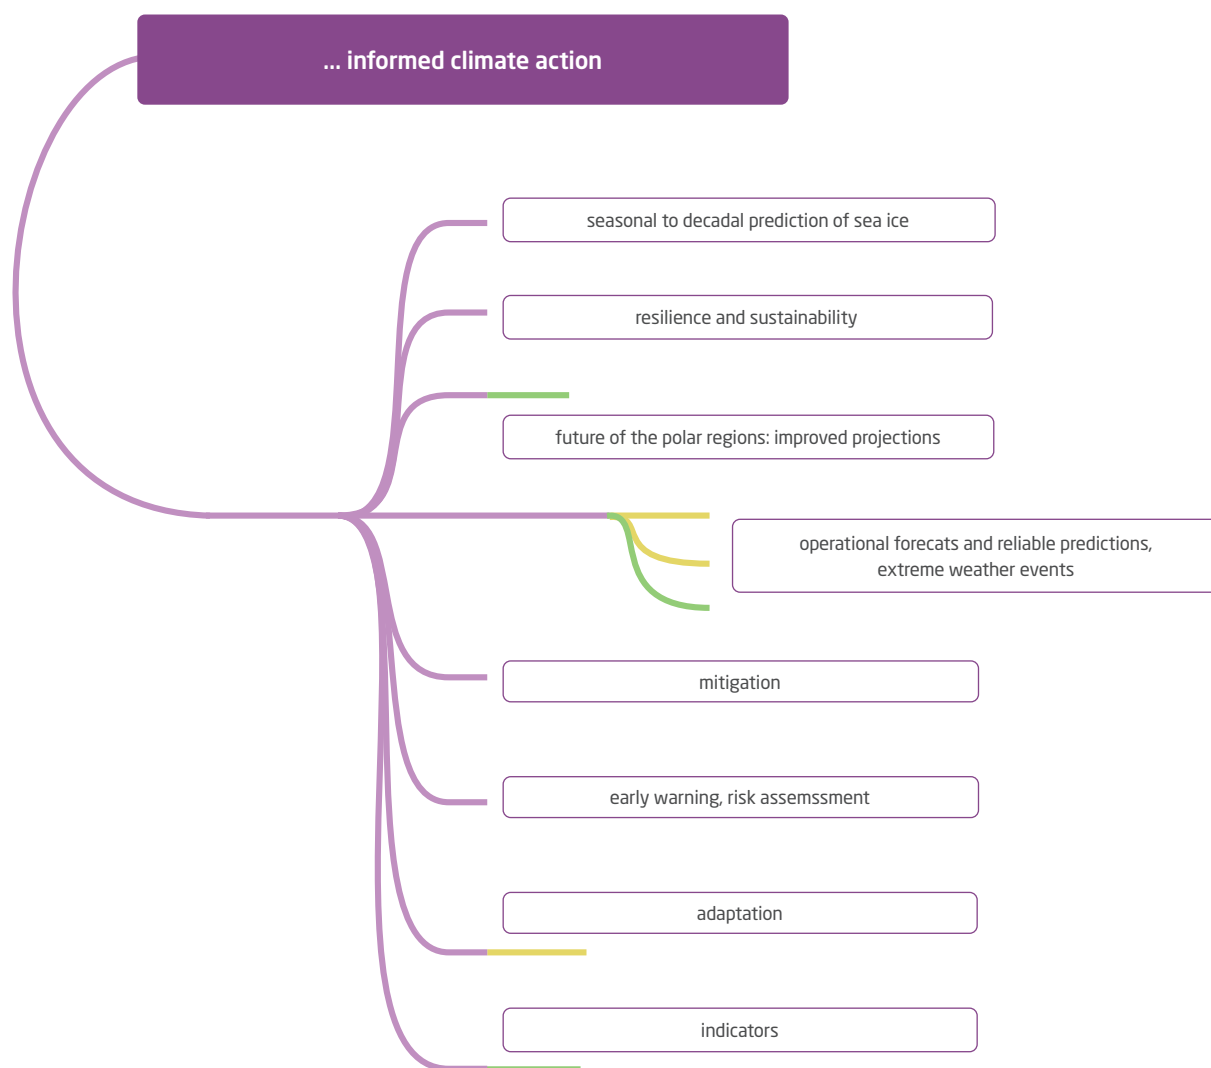 ... informed climate action
seasonal to decadal prediction of sea ice
resilience and sustainability
future of the polar regions: improved projections
operational forecats and reliable predictions,
extreme weather events
mitigation
early warning, risk assemssment
adaptation
indicators